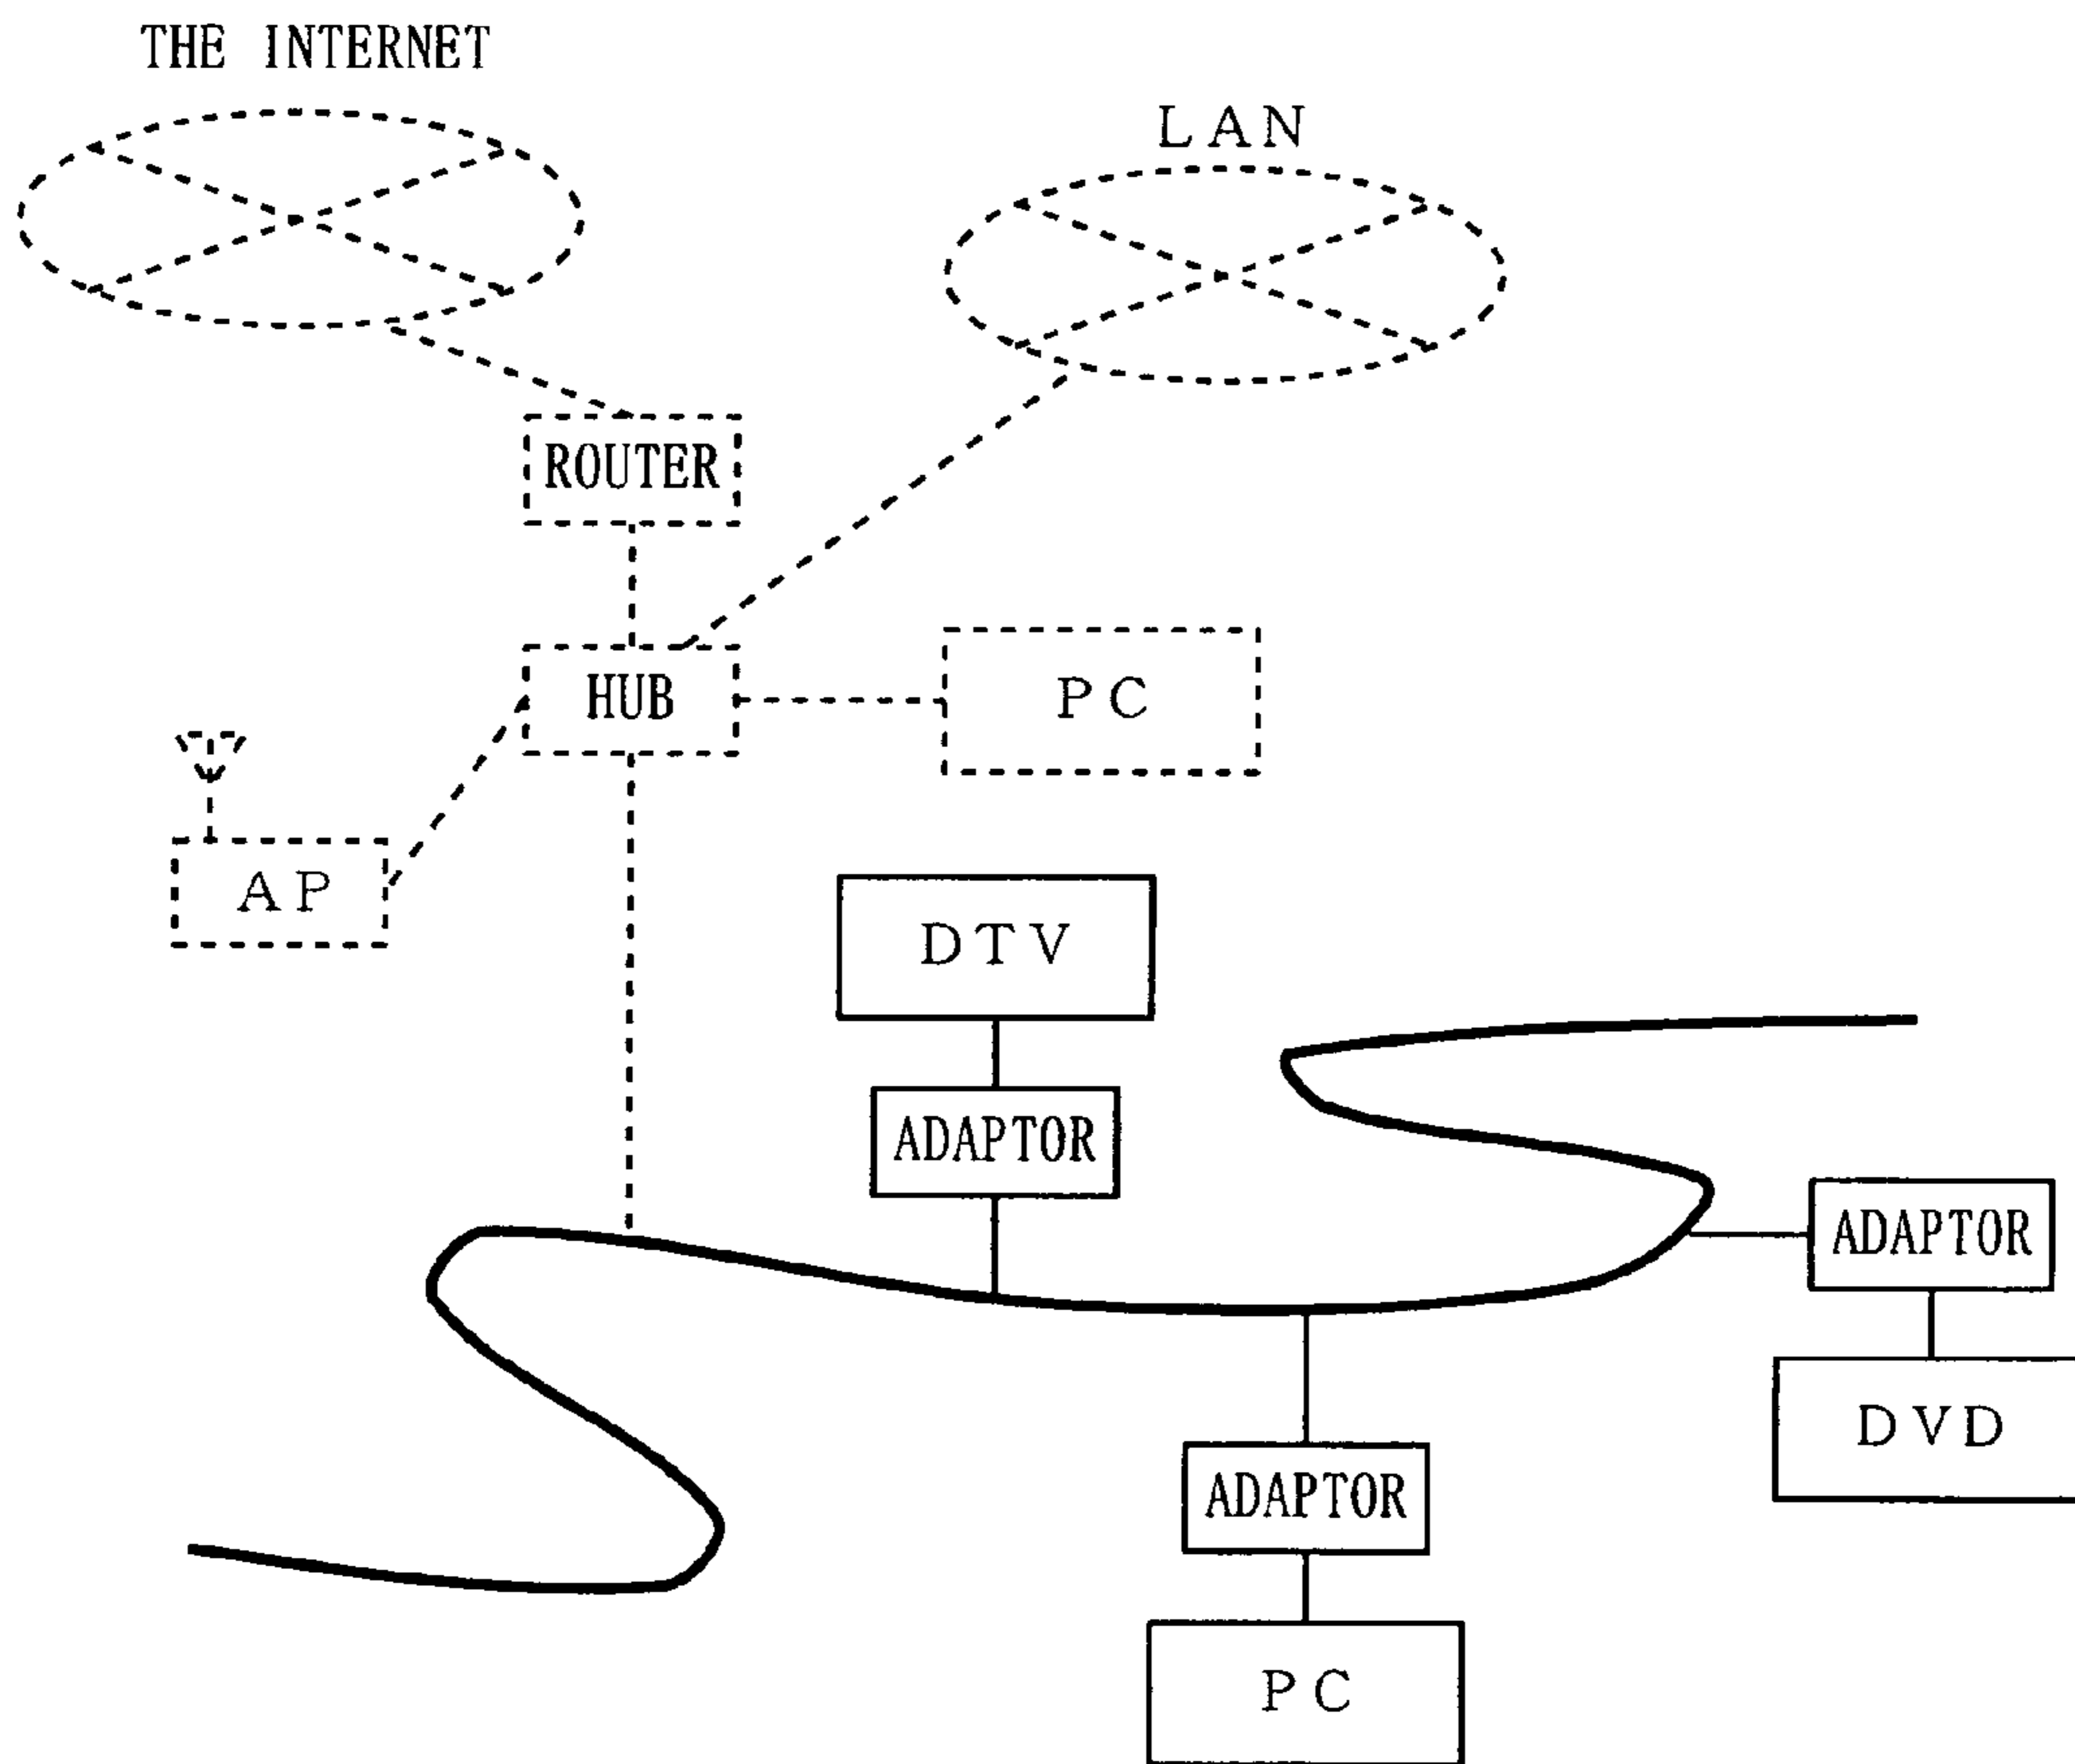 THE INTERNET
LAN
ROUTER
HUB
PC
AP
DTV
ADAPTOR
ADAPTOR
DVD
ADAPTOR
PC